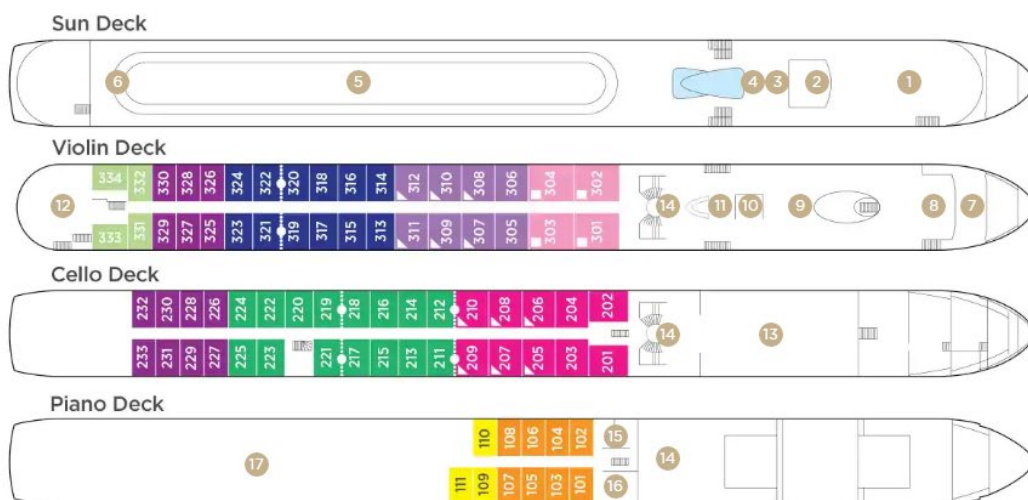 Sun Deck
6 5 4 3 2 1
Violin Deck
334 332 330 328 326 324 322 320 318 316 314 312 310 308 306 304 302
12 14 11 10 9 8 7
333 331 329 327 325 323 321 319 317 315 313 311 309 307 305 303 301
Cello Deck
232 230 228 226 224 222 220 219 218 216 214 212 210 208 206 204 202
14 13
233 231 229 227 225 223 221 217 215 213 211 209 207 205 203 201
Piano Deck
110 108 106 104 102 15
17 14
111 109 107 105 103 101 16